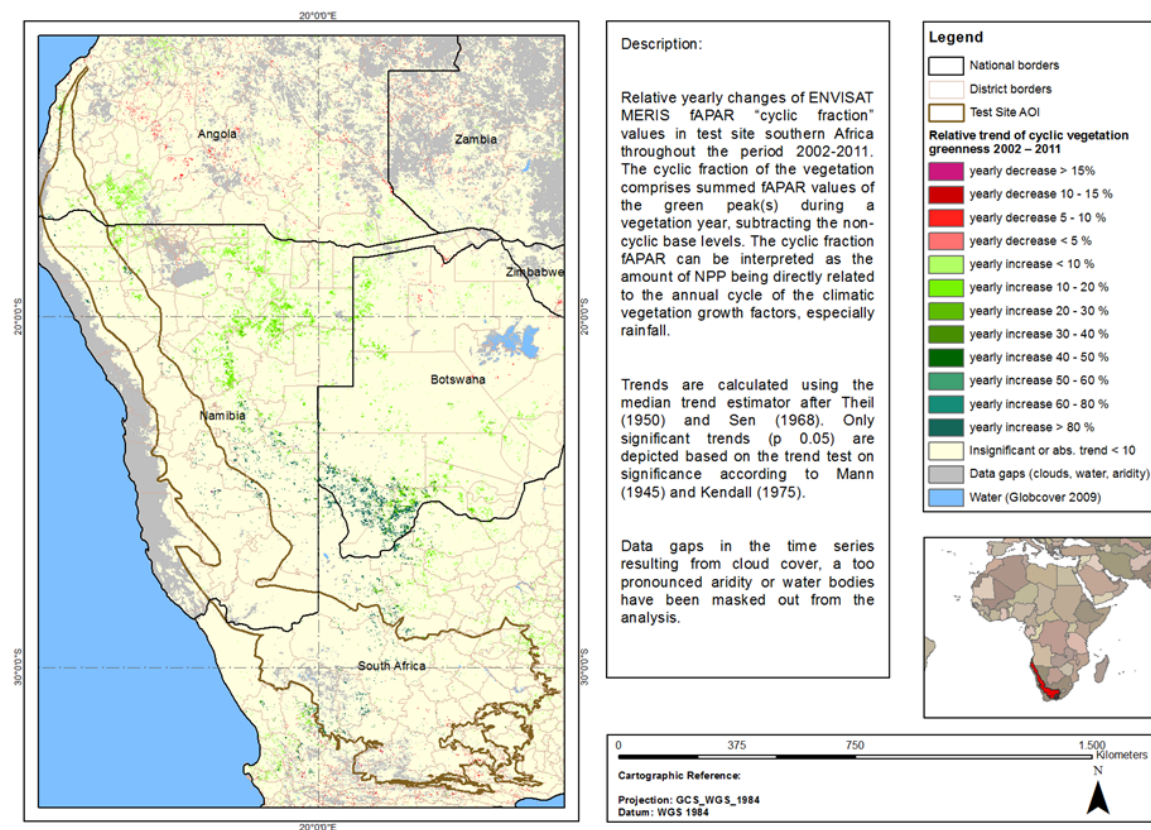 20°0'0"E
Angola
Zambia
Zimbabwe
20°0'0"S
20°0'0"S
Botswana
Namibia
30°0'0"S
30°0'0"S
South Africa
20°0'0"E
Description:
Relative yearly changes of ENVISAT
MERIS fAPAR “cyclic fraction”
values in test site southern Africa
throughout the period 2002-2011.
The cyclic fraction of the vegetation
comprises summed fAPAR values of
the green peak(s) during a
vegetation year, subtracting the non-
cyclic base levels. The cyclic fraction
fAPAR can be interpreted as the
amount of NPP being directly related
to the annual cycle of the climatic
vegetation growth factors, especially
rainfall.
Trends are calculated using the
median trend estimator after Theil
(1950) and Sen (1968). Only
significant trends (p 0.05) are
depicted based on the trend test on
significance according to Mann
(1945) and Kendall (1975).
Data gaps in the time series
resulting from cloud cover, a too
pronounced aridity or water bodies
have been masked out from the
analysis.
Legend
National borders
District borders
Test Site AOI
Relative trend of cyclic vegetation
greenness 2002 – 2011
yearly decrease > 15%
yearly decrease 10 - 15 %
yearly decrease 5 - 10 %
yearly decrease < 5 %
yearly increase < 10 %
yearly increase 10 - 20 %
yearly increase 20 - 30 %
yearly increase 30 - 40 %
yearly increase 40 - 50 %
yearly increase 50 - 60 %
yearly increase 60 - 80 %
yearly increase > 80 %
Insignificant or abs. trend < 10
Data gaps (clouds, water, aridity)
Water (Globcover 2009)
0 375 750 1.500
Kilometers
Cartographic Reference:
N
Projection: GCS_WGS_1984
Datum: WGS 1984